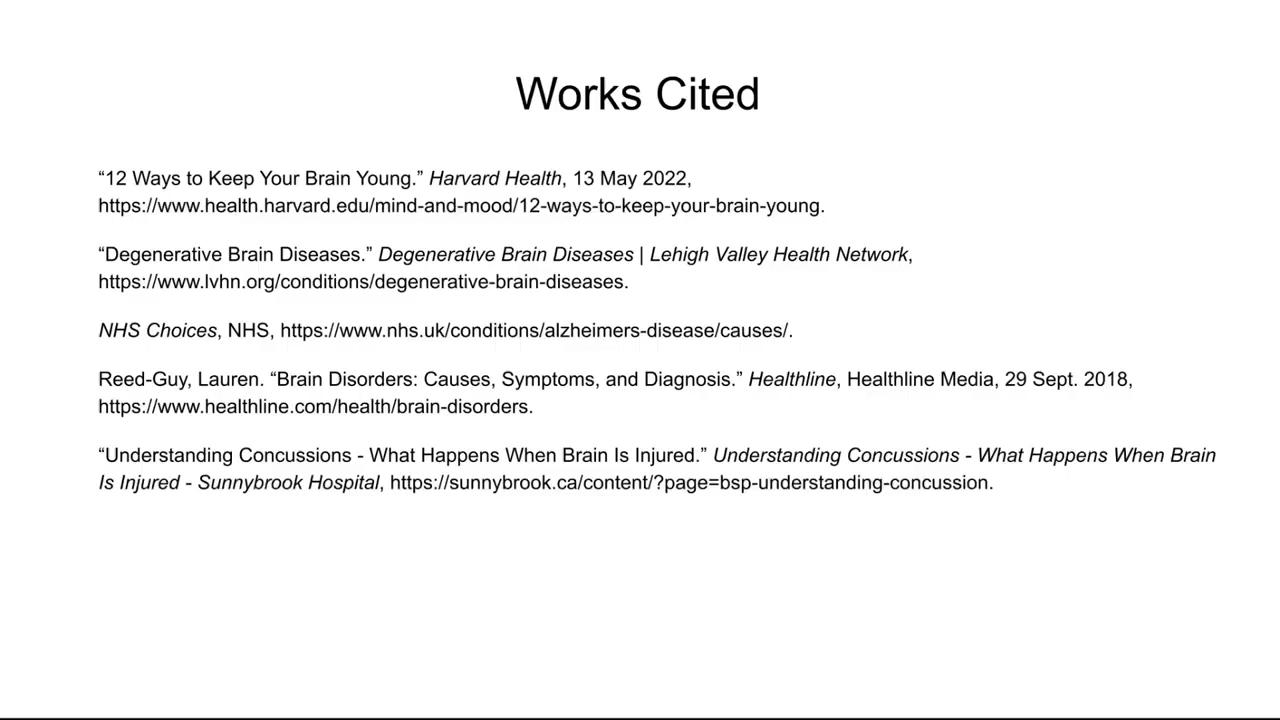 Works Cited
“12 Ways to Keep Your Brain Young.” Harvard Health, 13 May 2022,
https://www.health.harvard.edu/mind-and-mood/12-ways-to-keep-your-brain-young.
“Degenerative Brain Diseases.” Degenerative Brain Diseases | Lehigh Valley Health Network,
https://www.lvhn.org/conditions/degenerative-brain-diseases.
NHS Choices, NHS, https://www.nhs.uk/conditions/alzheimers-disease/causes/.
Reed-Guy, Lauren. “Brain Disorders: Causes, Symptoms, and Diagnosis.” Healthline, Healthline Media, 29 Sept. 2018,
https://www.healthline.com/health/brain-disorders.
“Understanding Concussions - What Happens When Brain Is Injured.” Understanding Concussions - What Happens When Brain
Is Injured - Sunnybrook Hospital, https://sunnybrook.ca/content/?page=bsp-understanding-concussion.